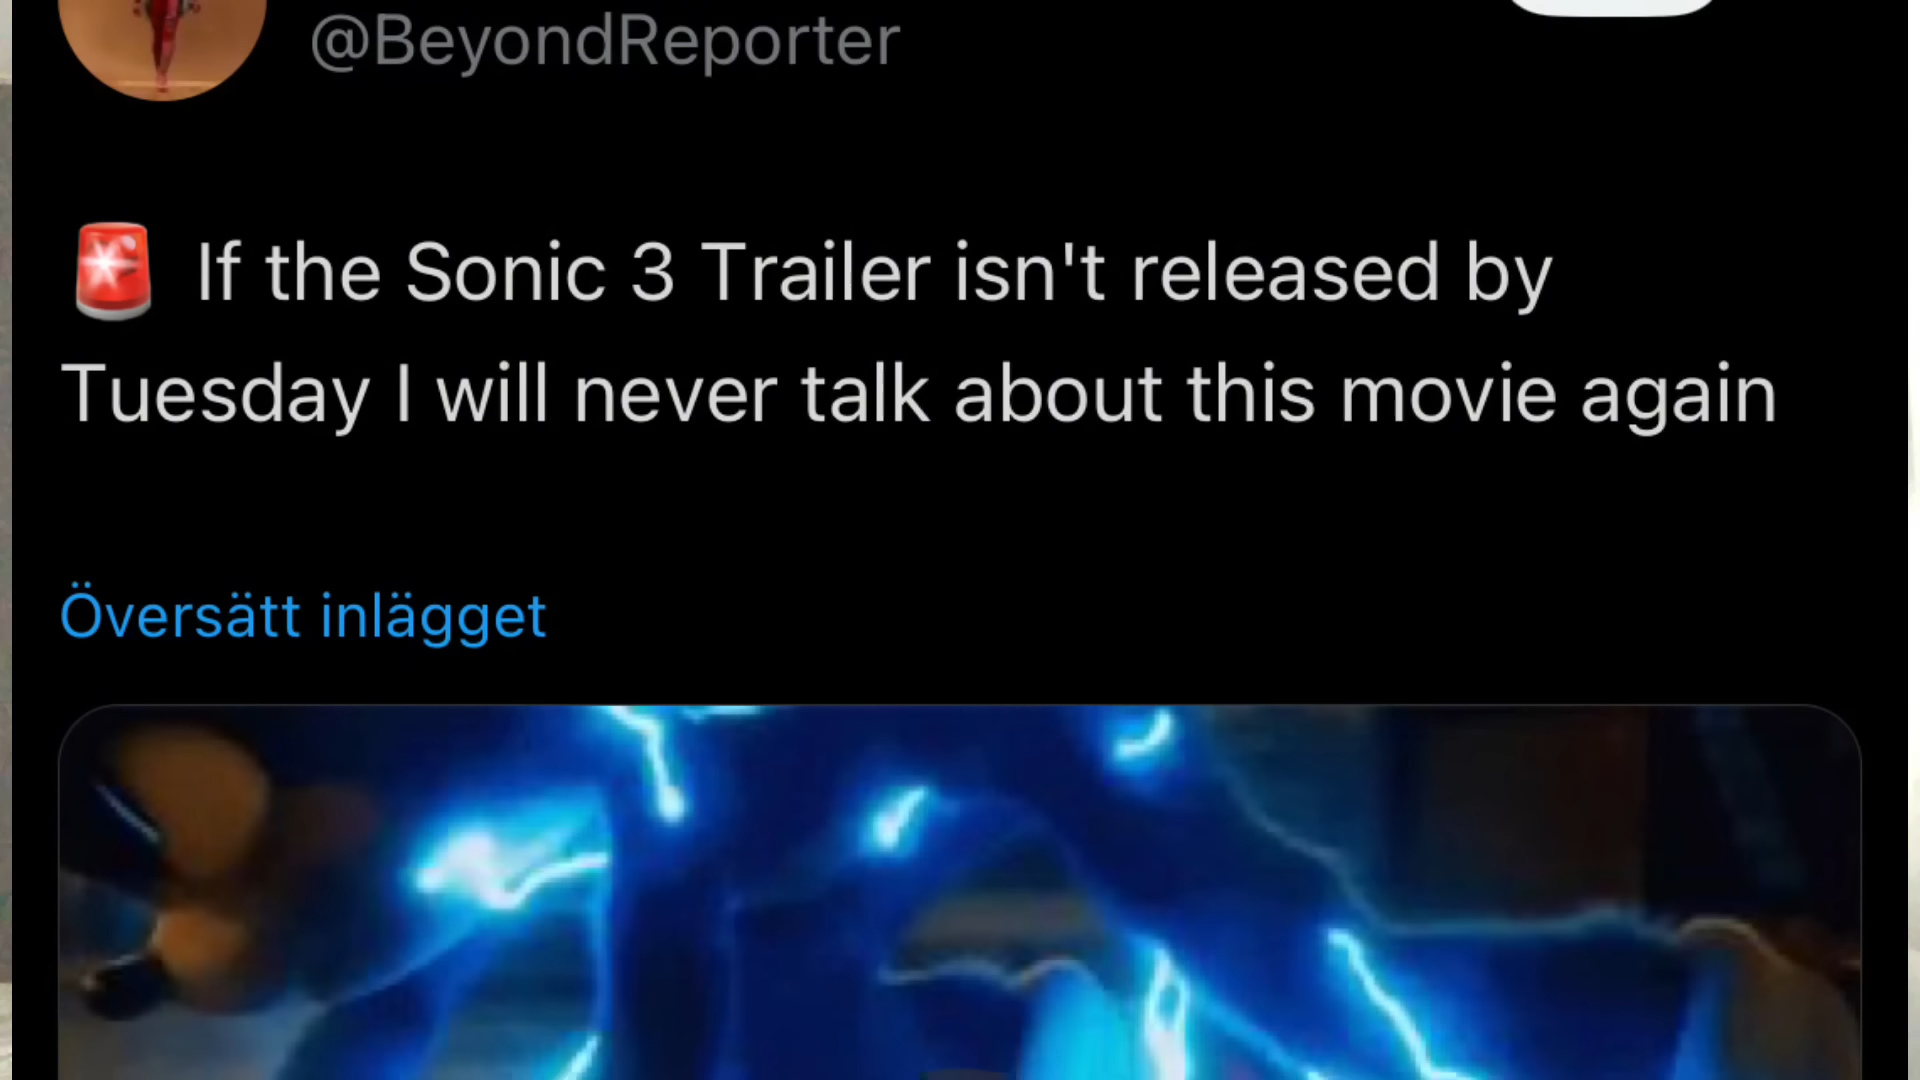 @BeyondReporter
🚨 If the Sonic 3 Trailer isn't released by
Tuesday I will never talk about this movie again
Översätt inlägget